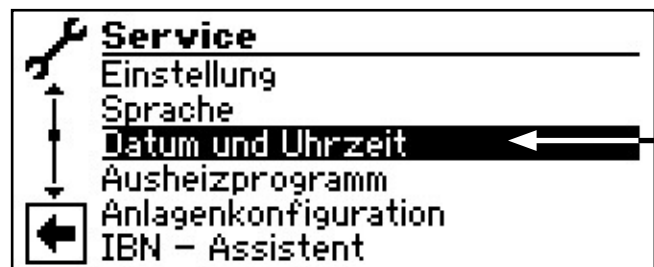 Service
Einstellung
Sprache
Datum und Uhrzeit
Ausheizprogramm
Anlagenkonfiguration
IBN - Assistent